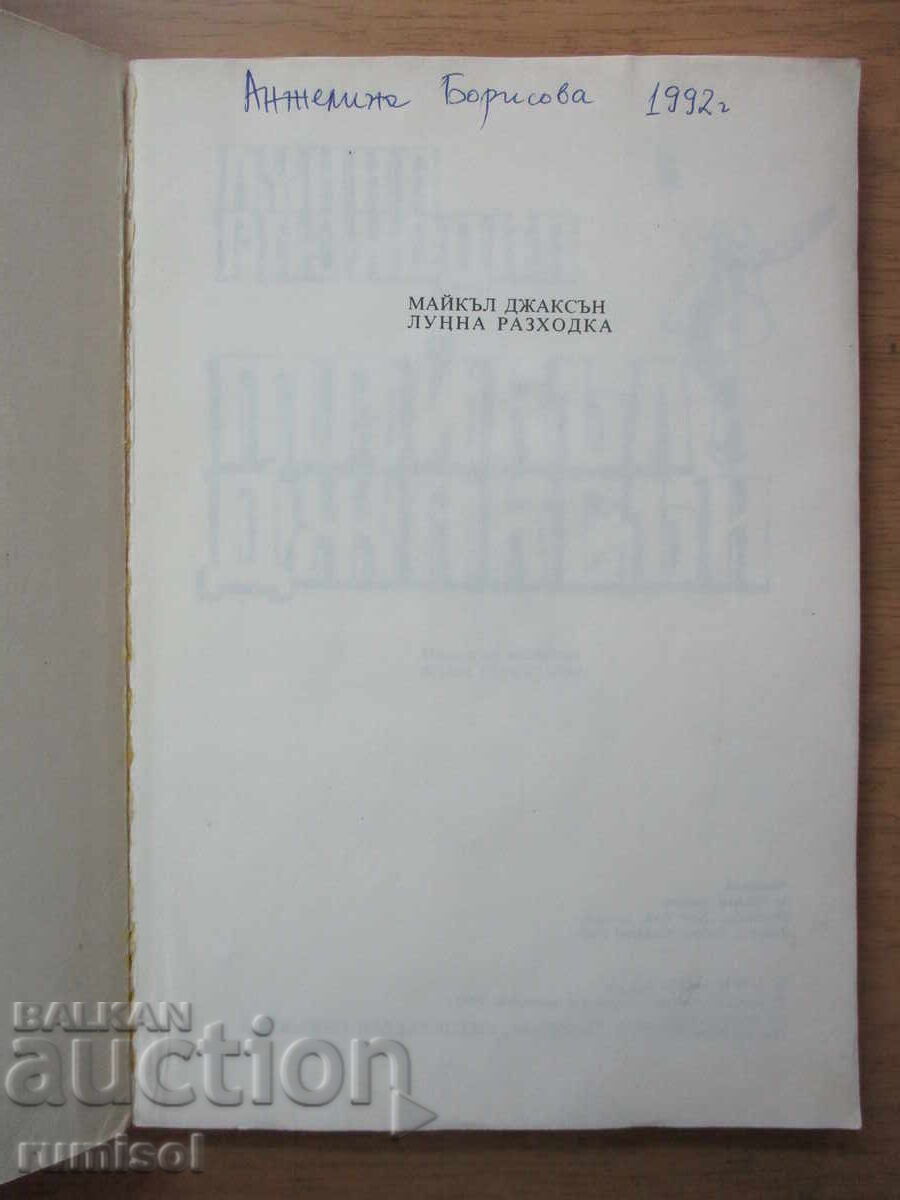 Анжелина Борисова 1992г
МАЙКЪЛ ДЖАКСЪН
ЛУННА РАЗХОДКА
BALKAN
auction
rumisol